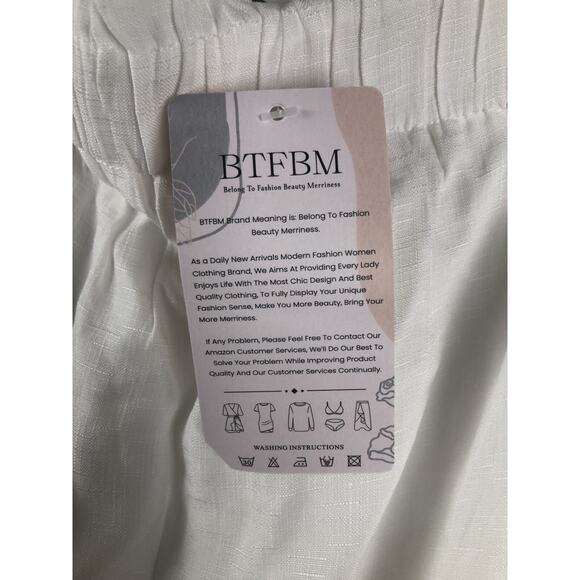 BTFBM
Belong To Fashion Beauty Merriness
BTFBM Brand Meaning is: Belong To Fashion
Beauty Merriness.
As a Daily New Arrivals Modern Fashion Women
Clothing Brand, We Aims At Providing Every Lady
Enjoys Life With The Most Chic Design And Best
Quality Clothing, To Fully Display Your Unique
Fashion Sense, Make You More Beauty, Bring Your
More Merriness.
If Any Problem, Please Feel Free To Contact Our
Amazon Customer Services, We'll Do Our Best To
Solve Your Problem While Improving Product
Quality And Our Customer Services Continually.
WASHING INSTRUCTIONS
30